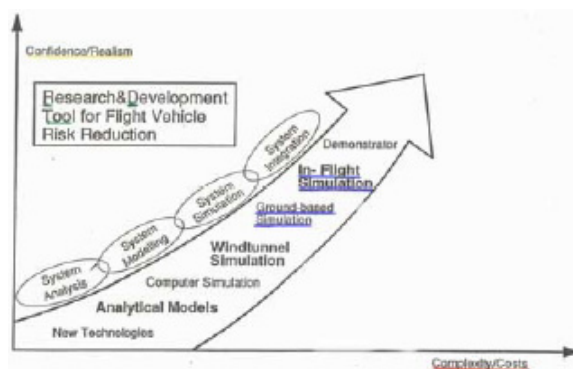 Confidence/Realism
Research&Development
Tool for Flight Vehicle
Risk Reduction
System
Integration
Demonstrator
System
Simulation
In- Flight
Simulation
Ground-based
Simulation
System
Modelling
Windtunnel
Simulation
System
Analysis
Computer Simulation
Analytical Models
New Technologies
Complexity/Costs